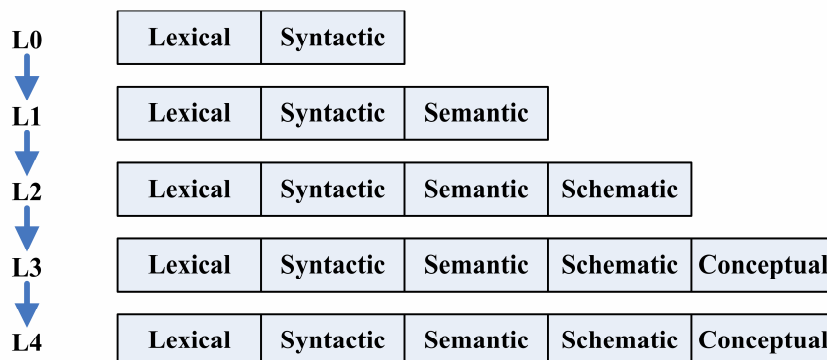 L0 Lexical Syntactic
L1 Lexical Syntactic Semantic
L2 Lexical Syntactic Semantic Schematic
L3 Lexical Syntactic Semantic Schematic Conceptual
L4 Lexical Syntactic Semantic Schematic Conceptual